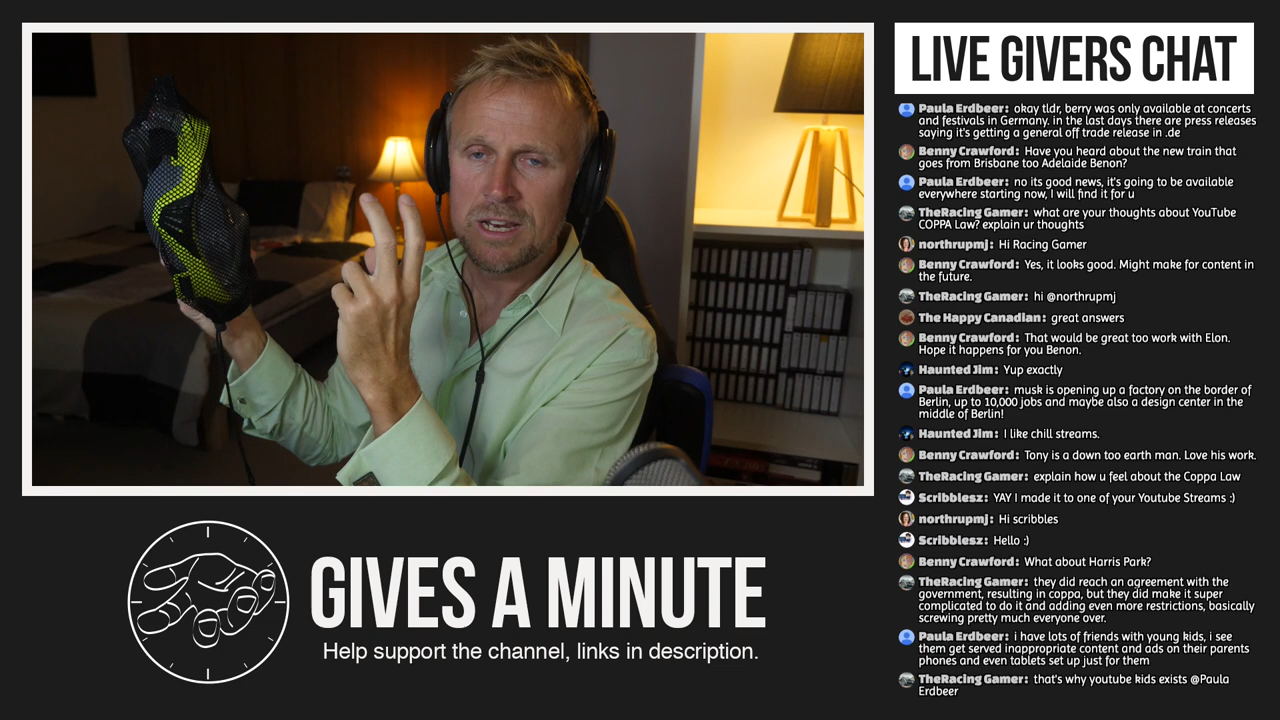 LIVE GIVERS CHAT
Paula Erdbeer: okay tldr, berry was only available at concerts
and festivals in Germany. in the last days there are press releases
saying it's getting a general off trade release in .de
Benny Crawford: Have you heard about the new train that
goes from Brisbane too Adelaide Benon?
Paula Erdbeer: no its good news, it's going to be available
everywhere starting now, I will find it for u
TheRacing Gamer: what are your thoughts about YouTube
COPPA Law? explain ur thoughts
northrupmj: Hi Racing Gamer
Benny Crawford: Yes, it looks good. Might make for content in
the future.
TheRacing Gamer: hi @northrupmj
The Happy Canadian: great answers
Benny Crawford: That would be great too work with Elon.
Hope it happens for you Benon.
Haunted Jim: Yup exactly
Paula Erdbeer: musk is opening up a factory on the border of
Berlin, up to 10,000 jobs and maybe also a design center in the
middle of Berlin!
Haunted Jim: I like chill streams.
Benny Crawford: Tony is a down too earth man. Love his work.
TheRacing Gamer: explain how u feel about the Coppa Law
Scribblesz: YAY I made it to one of your Youtube Streams :)
northrupmj: Hi scribbles
Scribblesz: Hello :)
Benny Crawford: What about Harris Park?
TheRacing Gamer: they did reach an agreement with the
government, resulting in coppa, but they did make it super
complicated to do it and adding even more restrictions, basically
screwing pretty much everyone over.
Paula Erdbeer: i have lots of friends with young kids, i see
them get served inappropriate content and ads on their parents
phones and even tablets set up just for them
TheRacing Gamer: that's why youtube kids exists @Paula
Erdbeer
GIVES A MINUTE
Help support the channel, links in description.